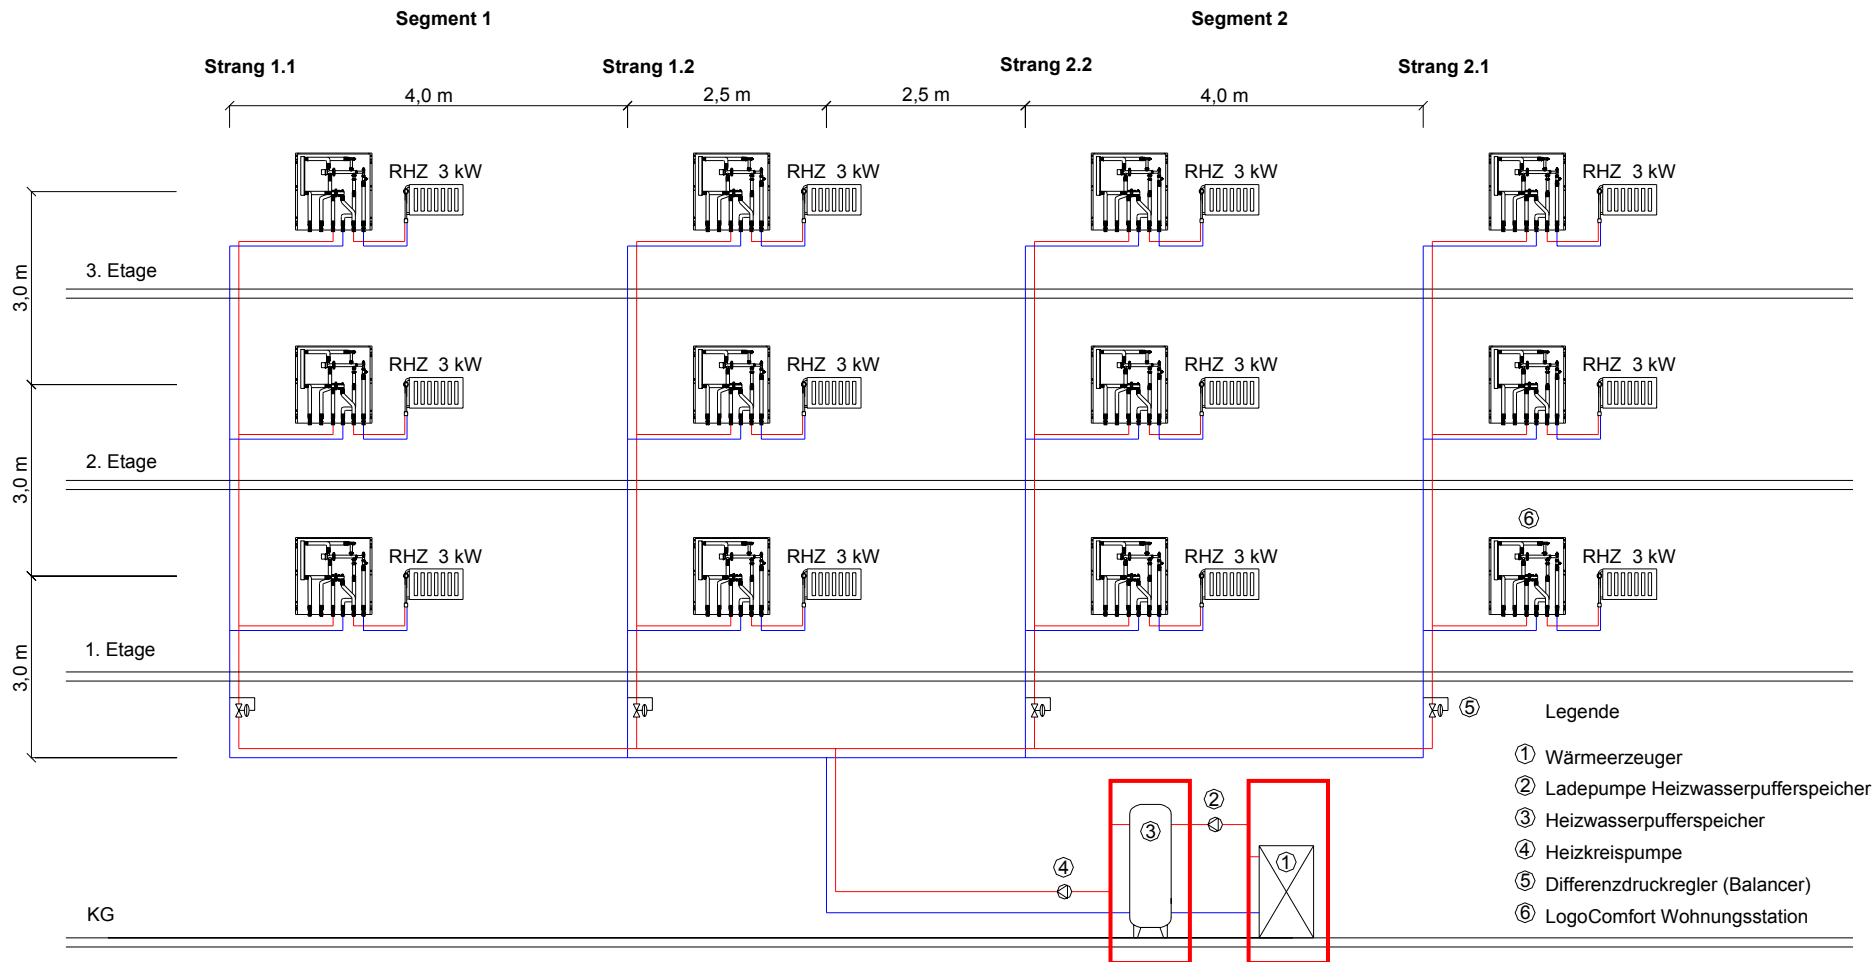 Segment 1
Segment 2
Strang 1.1
Strang 1.2
Strang 2.2
Strang 2.1
4,0 m
2,5 m
2,5 m
4,0 m
RHZ 3 kW
RHZ 3 kW
RHZ 3 kW
RHZ 3 kW
3. Etage
3,0 m
RHZ 3 kW
RHZ 3 kW
RHZ 3 kW
RHZ 3 kW
2. Etage
3,0 m
6
RHZ 3 kW
RHZ 3 kW
RHZ 3 kW
RHZ 3 kW
1. Etage
3,0 m
5
Legende
1 Wärmeerzeuger
2 Ladepumpe Heizwasserpufferspeicher
3 Heizwasserpufferspeicher
4 Heizkreispumpe
5 Differenzdruckregler (Balancer)
6 LogoComfort Wohnungsstation
2
3
1
4
KG